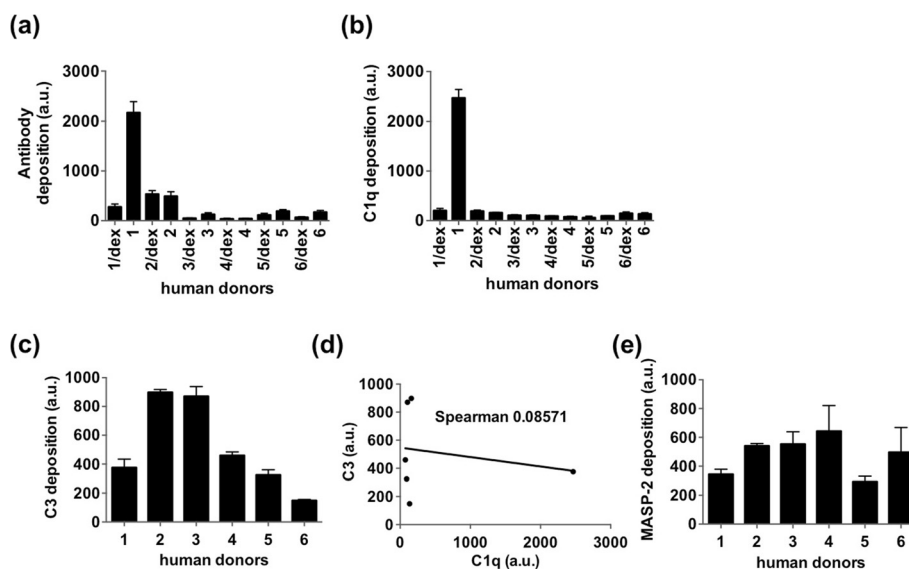 (a)
Antibody
deposition (a.u.)
3000
2000
1000
0
1/dex
1
2/dex
2
3/dex
3
4/dex
4
5/dex
5
6/dex
6
human donors
(b)
C1q deposition (a.u.)
3000
2000
1000
0
1/dex
1
2/dex
2
3/dex
3
4/dex
4
5/dex
5
6/dex
6
human donors
(c)
C3 deposition (a.u.)
1000
800
600
400
200
0
1 2 3 4 5 6
human donors
(d)
C3 (a.u.)
1000
800
600
400
200
0
Spearman 0.08571
0 1000 2000 3000
C1q (a.u.)
(e)
MASP-2 deposition (a.u.)
1000
800
600
400
200
0
1 2 3 4 5 6
human donors